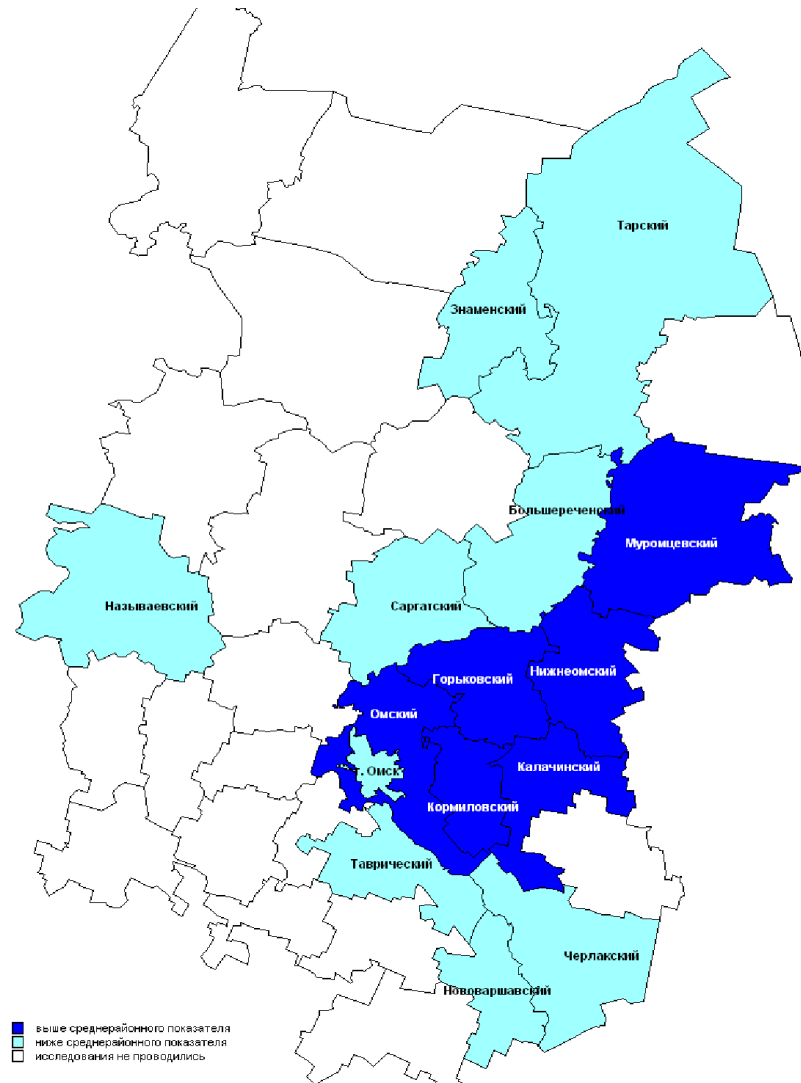 Тарский
Знаменский
Большереченский
Муромцевский
Называевский
Саргатский
Нижнеомский
Горьковский
Омский
г. Омск
Калачинский
Кормиловский
Таврический
Черлакский
Нововаршавский
выше среднерайонного показателя
ниже среднерайонного показателя
исследования не проводились